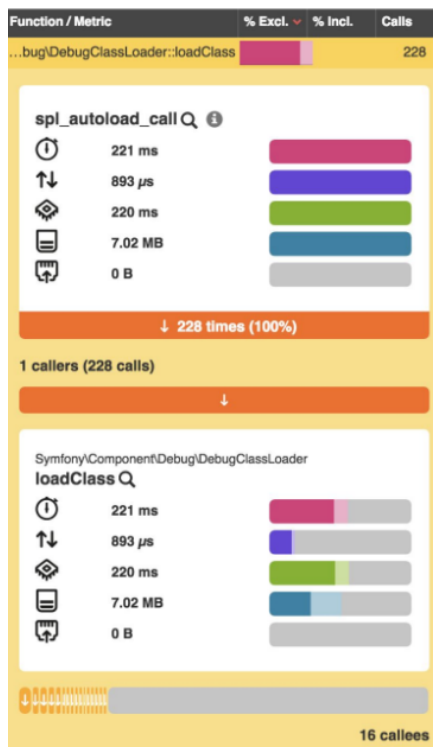 Function / Metric % Excl. % Incl. Calls
...bug\DebugClassLoader::loadClass 228
spl_autoload_call
221 ms
893 µs
220 ms
7.02 MB
0 B
↓ 228 times (100%)
1 callers (228 calls)
↓
Symfony\Component\Debug\DebugClassLoader
loadClass
221 ms
893 µs
220 ms
7.02 MB
0 B
16 callees